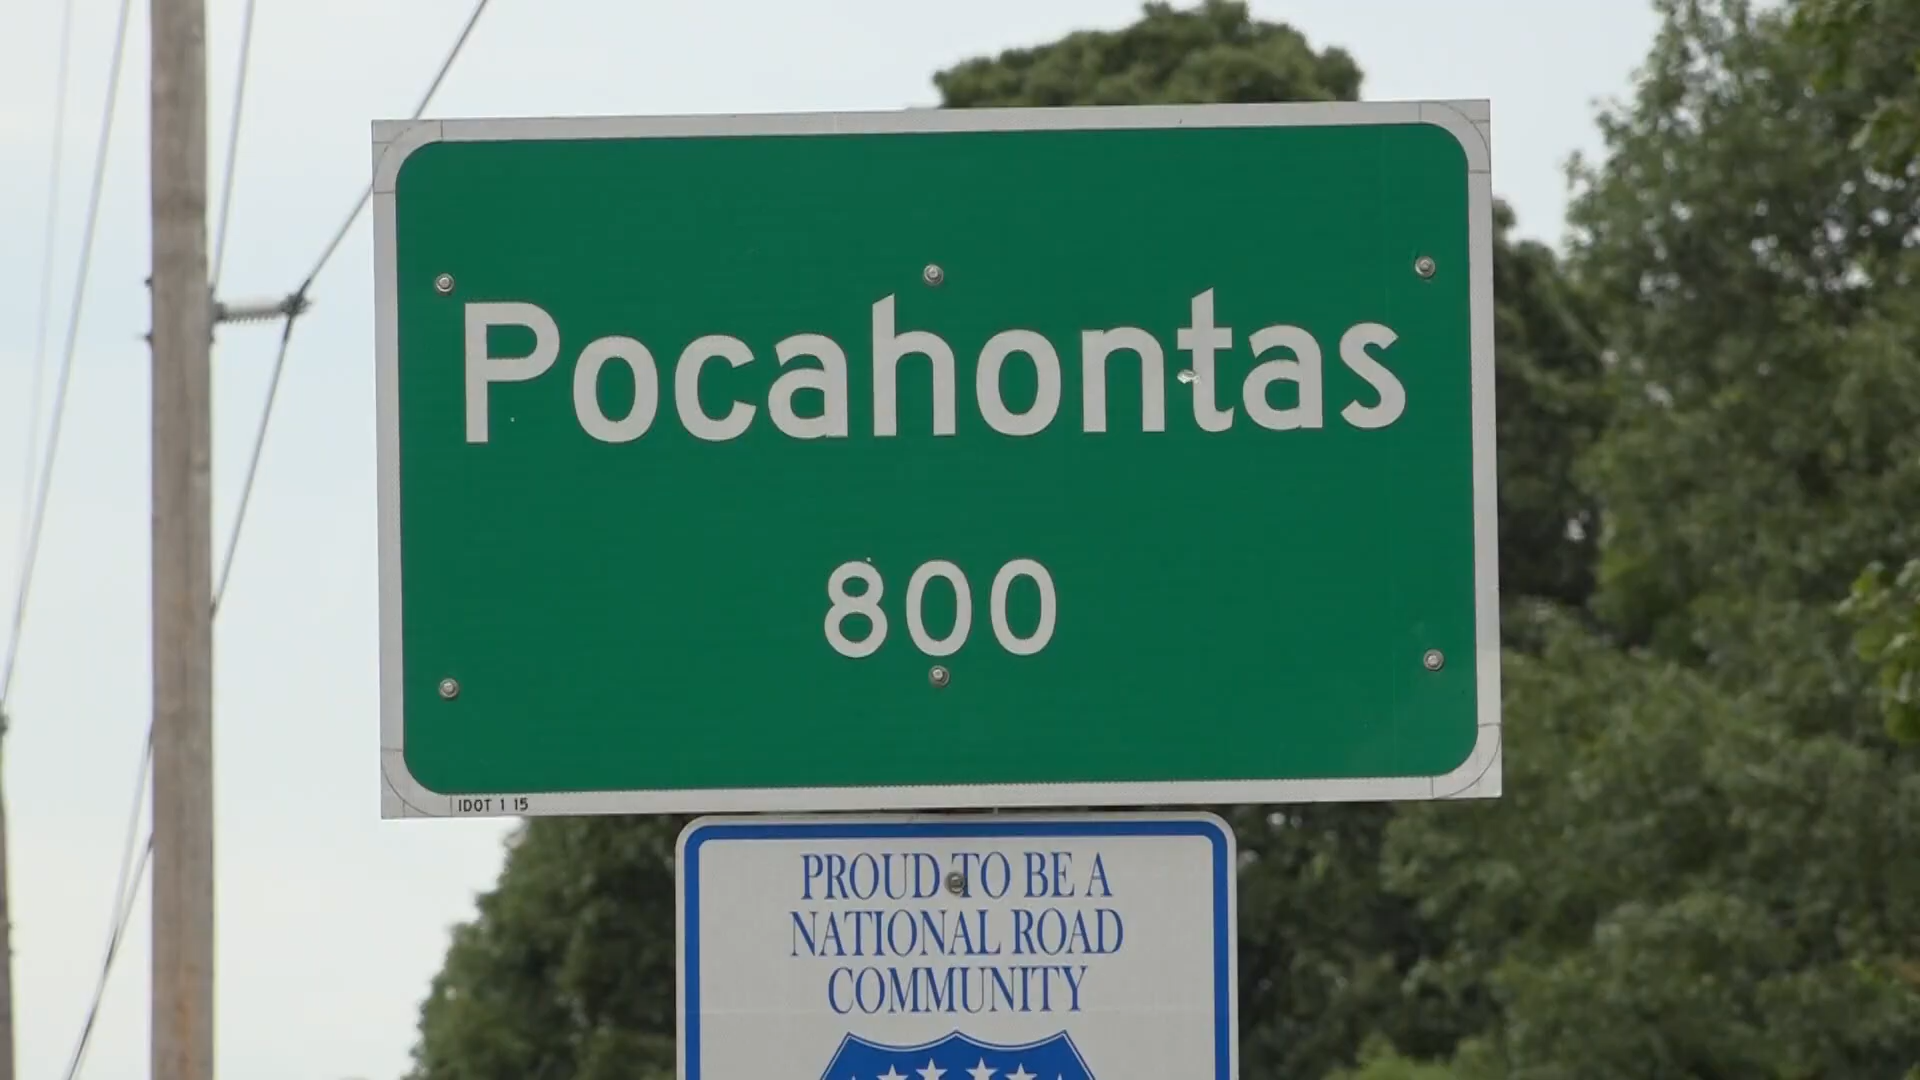 Pocahontas
800
IDOT 1 15
PROUD TO BE A
NATIONAL ROAD
COMMUNITY